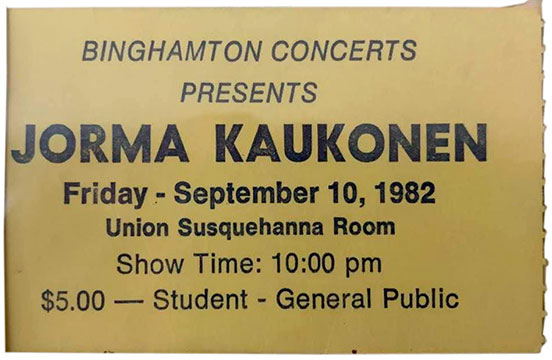 BINGHAMTON CONCERTS
PRESENTS
JORMA KAUKONEN
Friday - September 10, 1982
Union Susquehanna Room
Show Time: 10:00 pm
$5.00 — Student - General Public